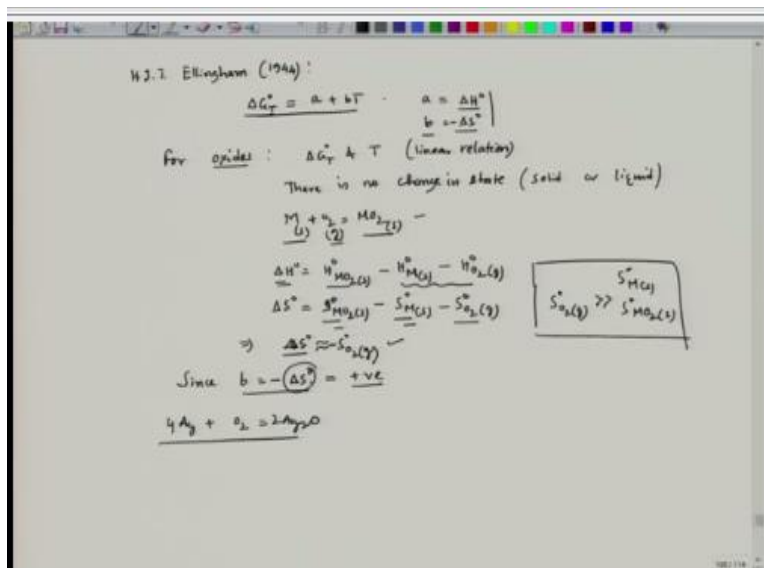 H.J.T. Ellingham (1944):
ΔG°T = a + bT . a = ΔH°
b = -ΔS°
for oxides: ΔG°T & T (linear relation)
There is no change in state (solid or liquid)
M(s) + O2(g) = MO2(s) -
ΔH° = H°MO2(s) - H°M(s) - H°O2(g)
S°O2(g) >> S°M(s) S°MO2(s)
ΔS° = S°MO2(s) - S°M(s) - S°O2(g)
⇒ ΔS° ≈ -S°O2(g)
Since b = -(ΔS°) = +ve
4Ag + O2 = 2Ag2O